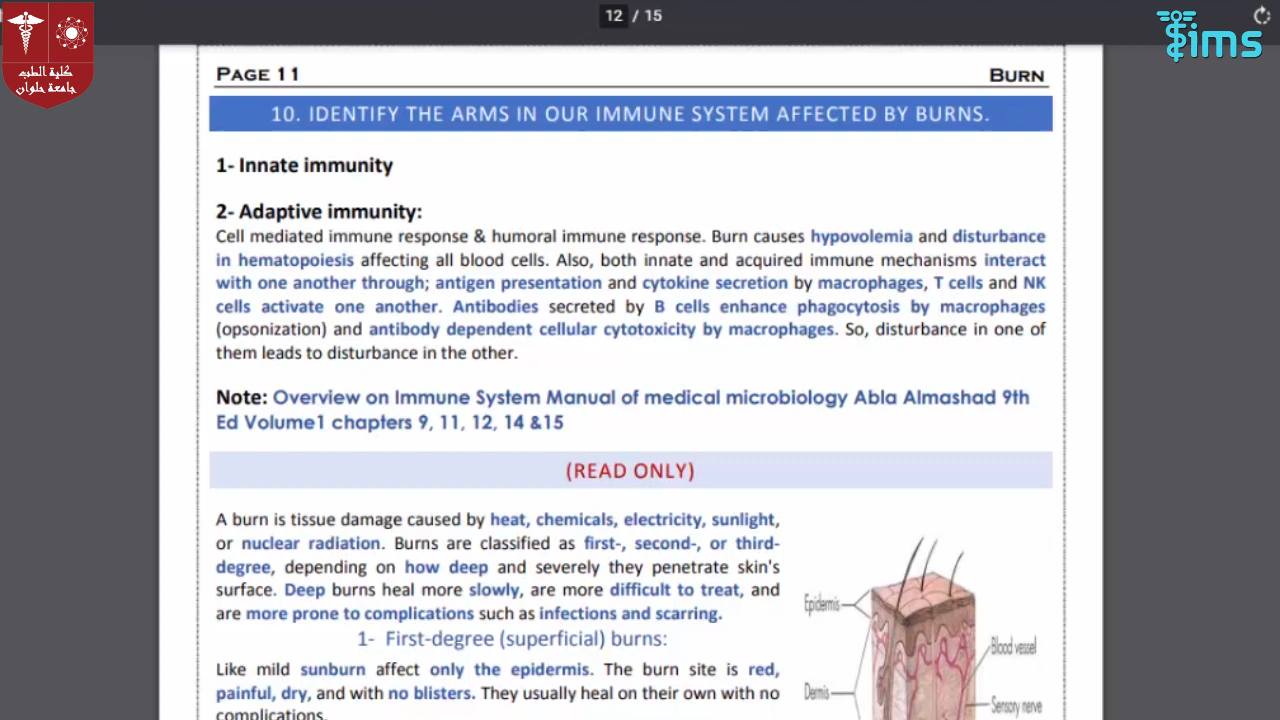 12 / 15
كلية الطب
جامعة حلوان
ims
PAGE 11 BURN
10. IDENTIFY THE ARMS IN OUR IMMUNE SYSTEM AFFECTED BY BURNS.
1- Innate immunity
2- Adaptive immunity:
Cell mediated immune response & humoral immune response. Burn causes hypovolemia and disturbance
in hematopoiesis affecting all blood cells. Also, both innate and acquired immune mechanisms interact
with one another through; antigen presentation and cytokine secretion by macrophages, T cells and NK
cells activate one another. Antibodies secreted by B cells enhance phagocytosis by macrophages
(opsonization) and antibody dependent cellular cytotoxicity by macrophages. So, disturbance in one of
them leads to disturbance in the other.
Note: Overview on Immune System Manual of medical microbiology Abla Almashad 9th
Ed Volume1 chapters 9, 11, 12, 14 &15
(READ ONLY)
A burn is tissue damage caused by heat, chemicals, electricity, sunlight,
or nuclear radiation. Burns are classified as first-, second-, or third-
degree, depending on how deep and severely they penetrate skin's
surface. Deep burns heal more slowly, are more difficult to treat, and
are more prone to complications such as infections and scarring.
1- First-degree (superficial) burns:
Like mild sunburn affect only the epidermis. The burn site is red,
painful, dry, and with no blisters. They usually heal on their own with no
complications.
Epidermis
Blood vessel
Dermis
Sensory nerve